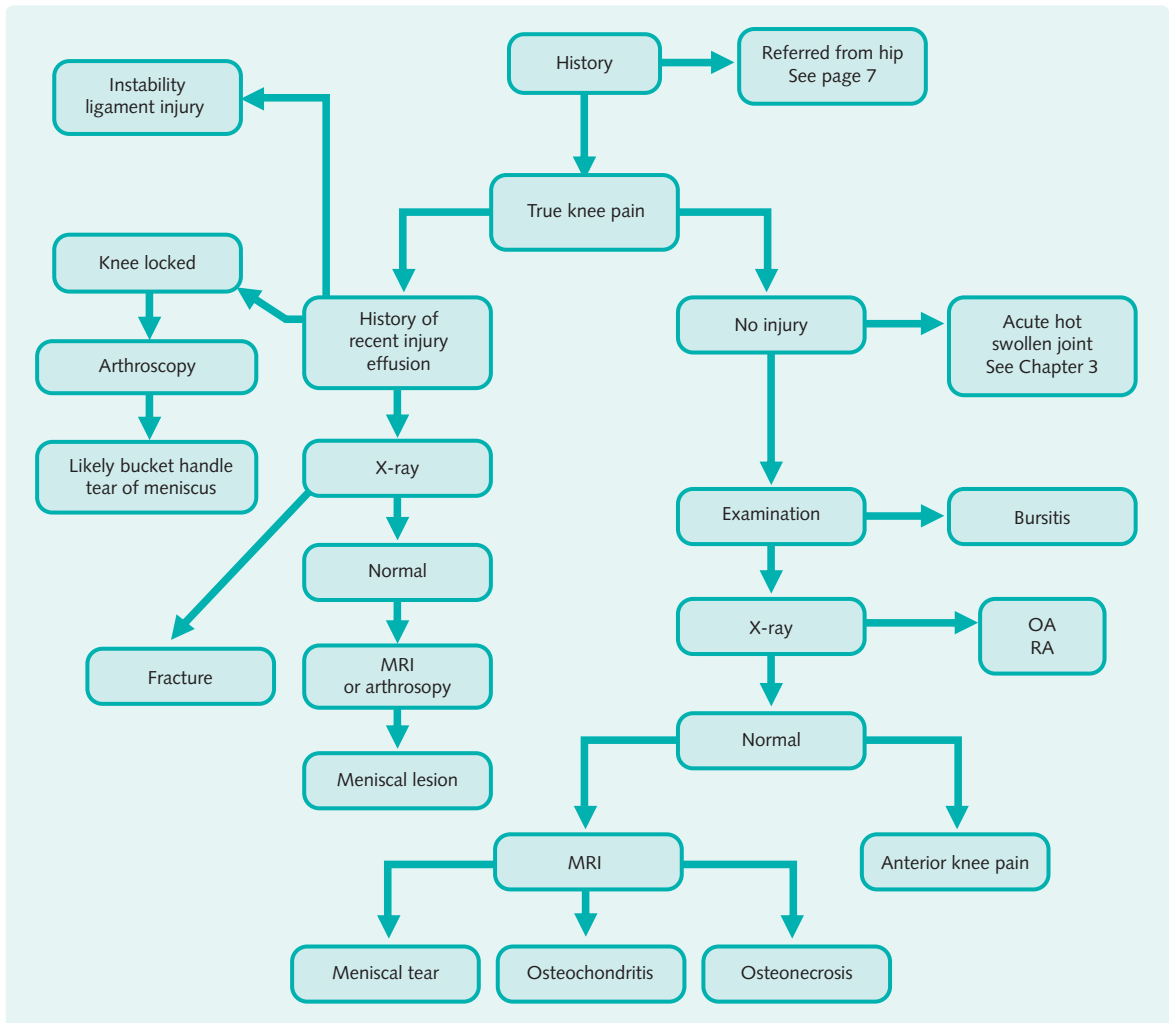 History
Referred from hip
See page 7
Instability
ligament injury
True knee pain
Knee locked
History of
recent injury
effusion
No injury
Acute hot
swollen joint
See Chapter 3
Arthroscopy
Likely bucket handle
tear of meniscus
X-ray
Examination
Bursitis
Normal
X-ray
OA
RA
Fracture
MRI
or arthrosopy
Normal
Meniscal lesion
MRI
Anterior knee pain
Meniscal tear
Osteochondritis
Osteonecrosis